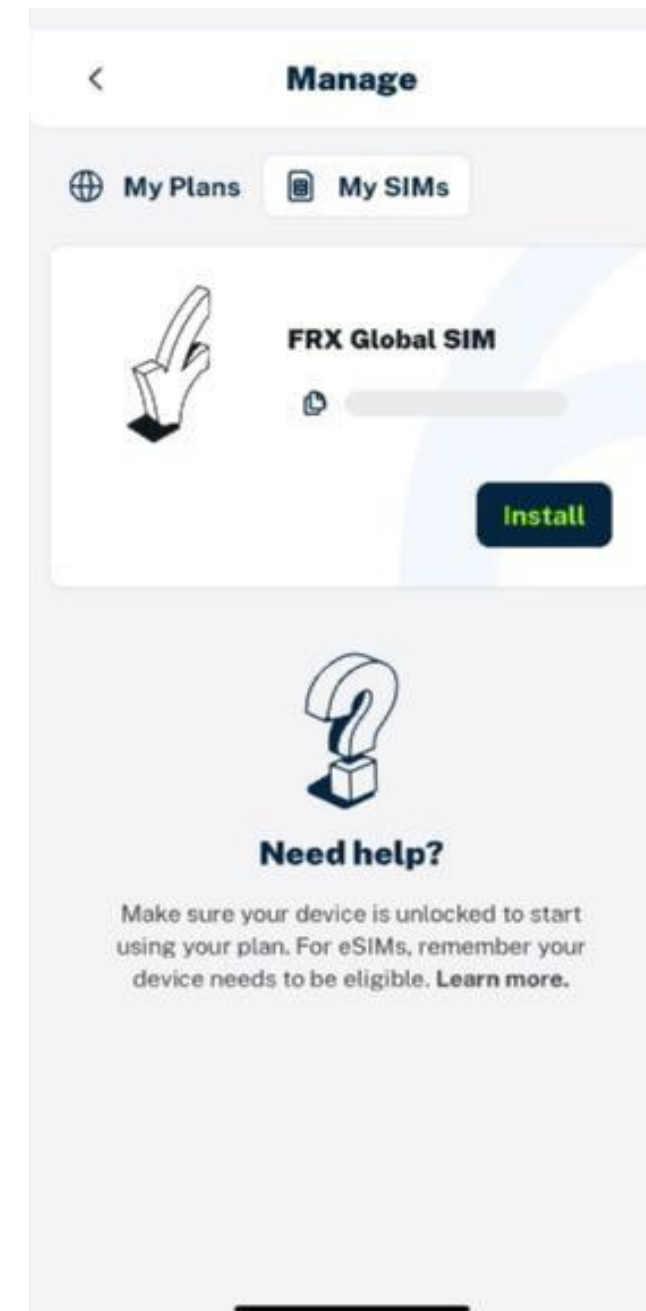 Manage
My Plans
My SIMs
FRX Global SIM
Install
Need help?
Make sure your device is unlocked to start
using your plan. For eSIMs, remember your
device needs to be eligible. Learn more.